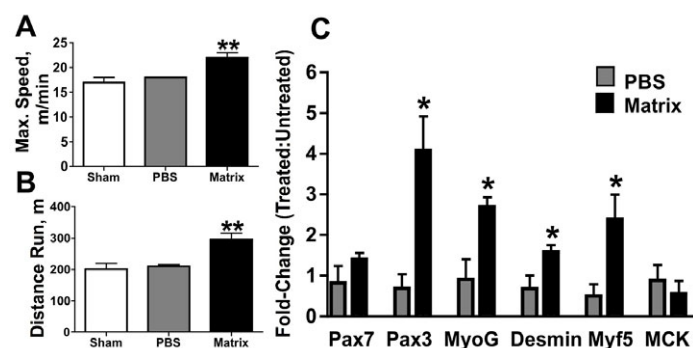 A
Max. Speed,
m/min
25
20
15
10
5
0
**
Sham PBS Matrix
B
Distance Run, m
400
300
200
100
0
**
Sham PBS Matrix
C
PBS
Matrix
Fold-Change (Treated:Untreated)
6
5
4
3
2
1
0
*
*
*
*
Pax7 Pax3 MyoG Desmin Myf5 MCK